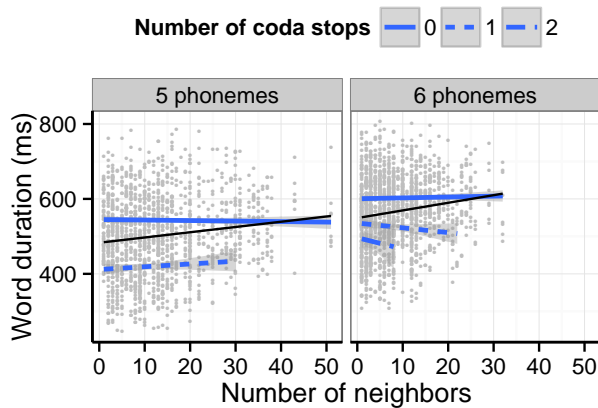 Number of coda stops 0 1 2
5 phonemes 6 phonemes
Word duration (ms)
800
600
400
0 10 20 30 40 50 0 10 20 30 40 50
Number of neighbors